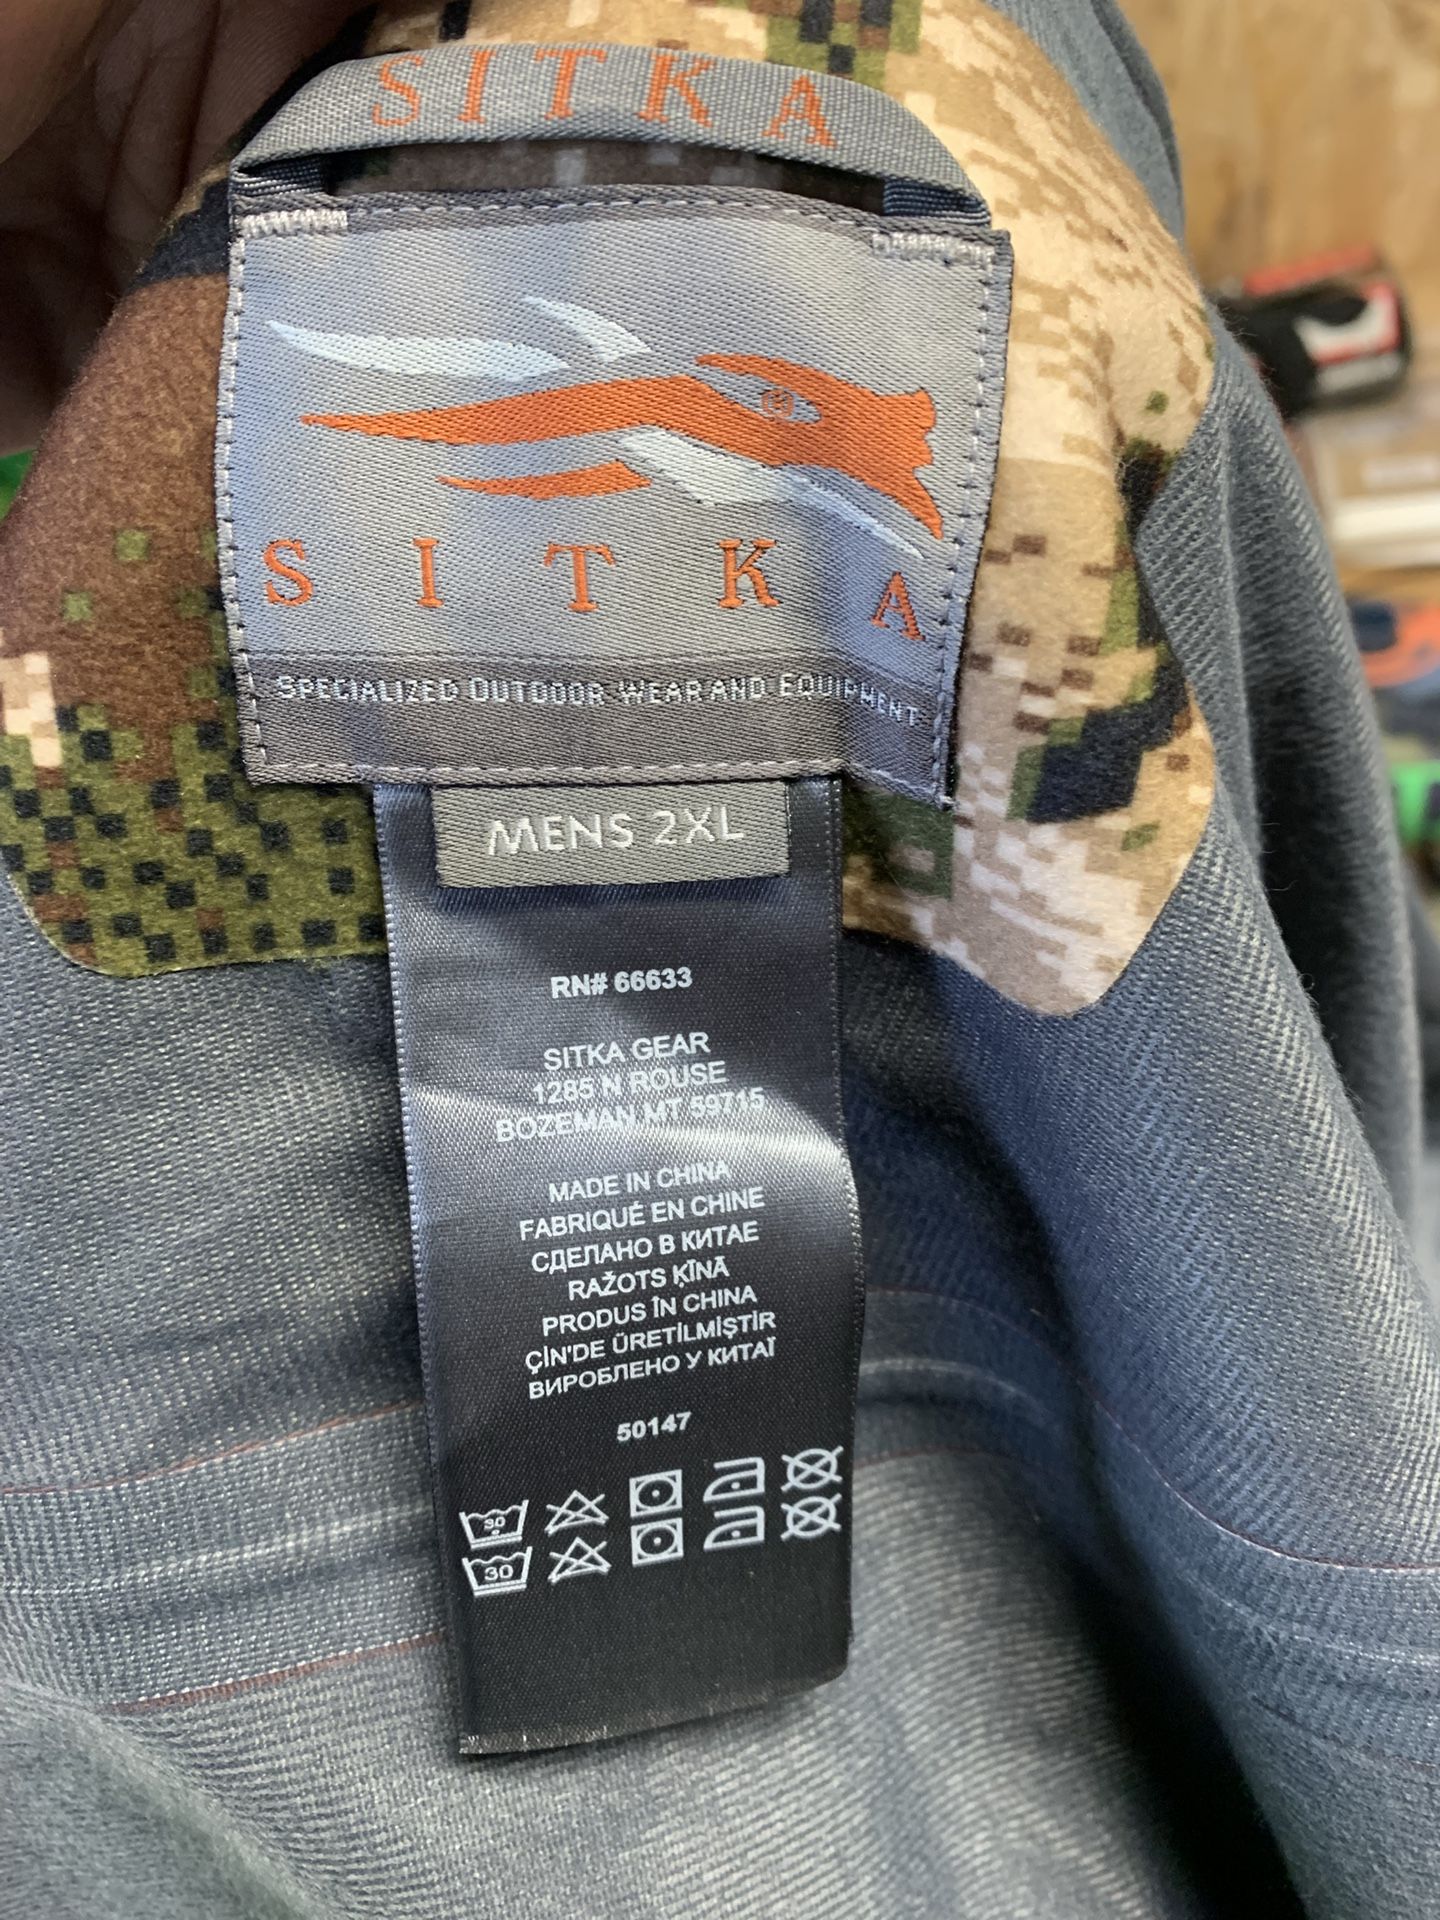 SITKA
®
SITKA
SPECIALIZED OUTDOOR WEAR AND EQUIPMENT
MENS 2XL
RN# 66633
SITKA GEAR
1285 N ROUSE
BOZEMAN MT 59715
MADE IN CHINA
FABRIQUÉ EN CHINE
СДЕЛАНО В КИТАЕ
RAŽOTS ĶĪNĀ
PRODUS ÎN CHINA
ÇİN'DE ÜRETİLMİŞTİR
ВИРОБЛЕНО У КИТАЇ
50147
30
30